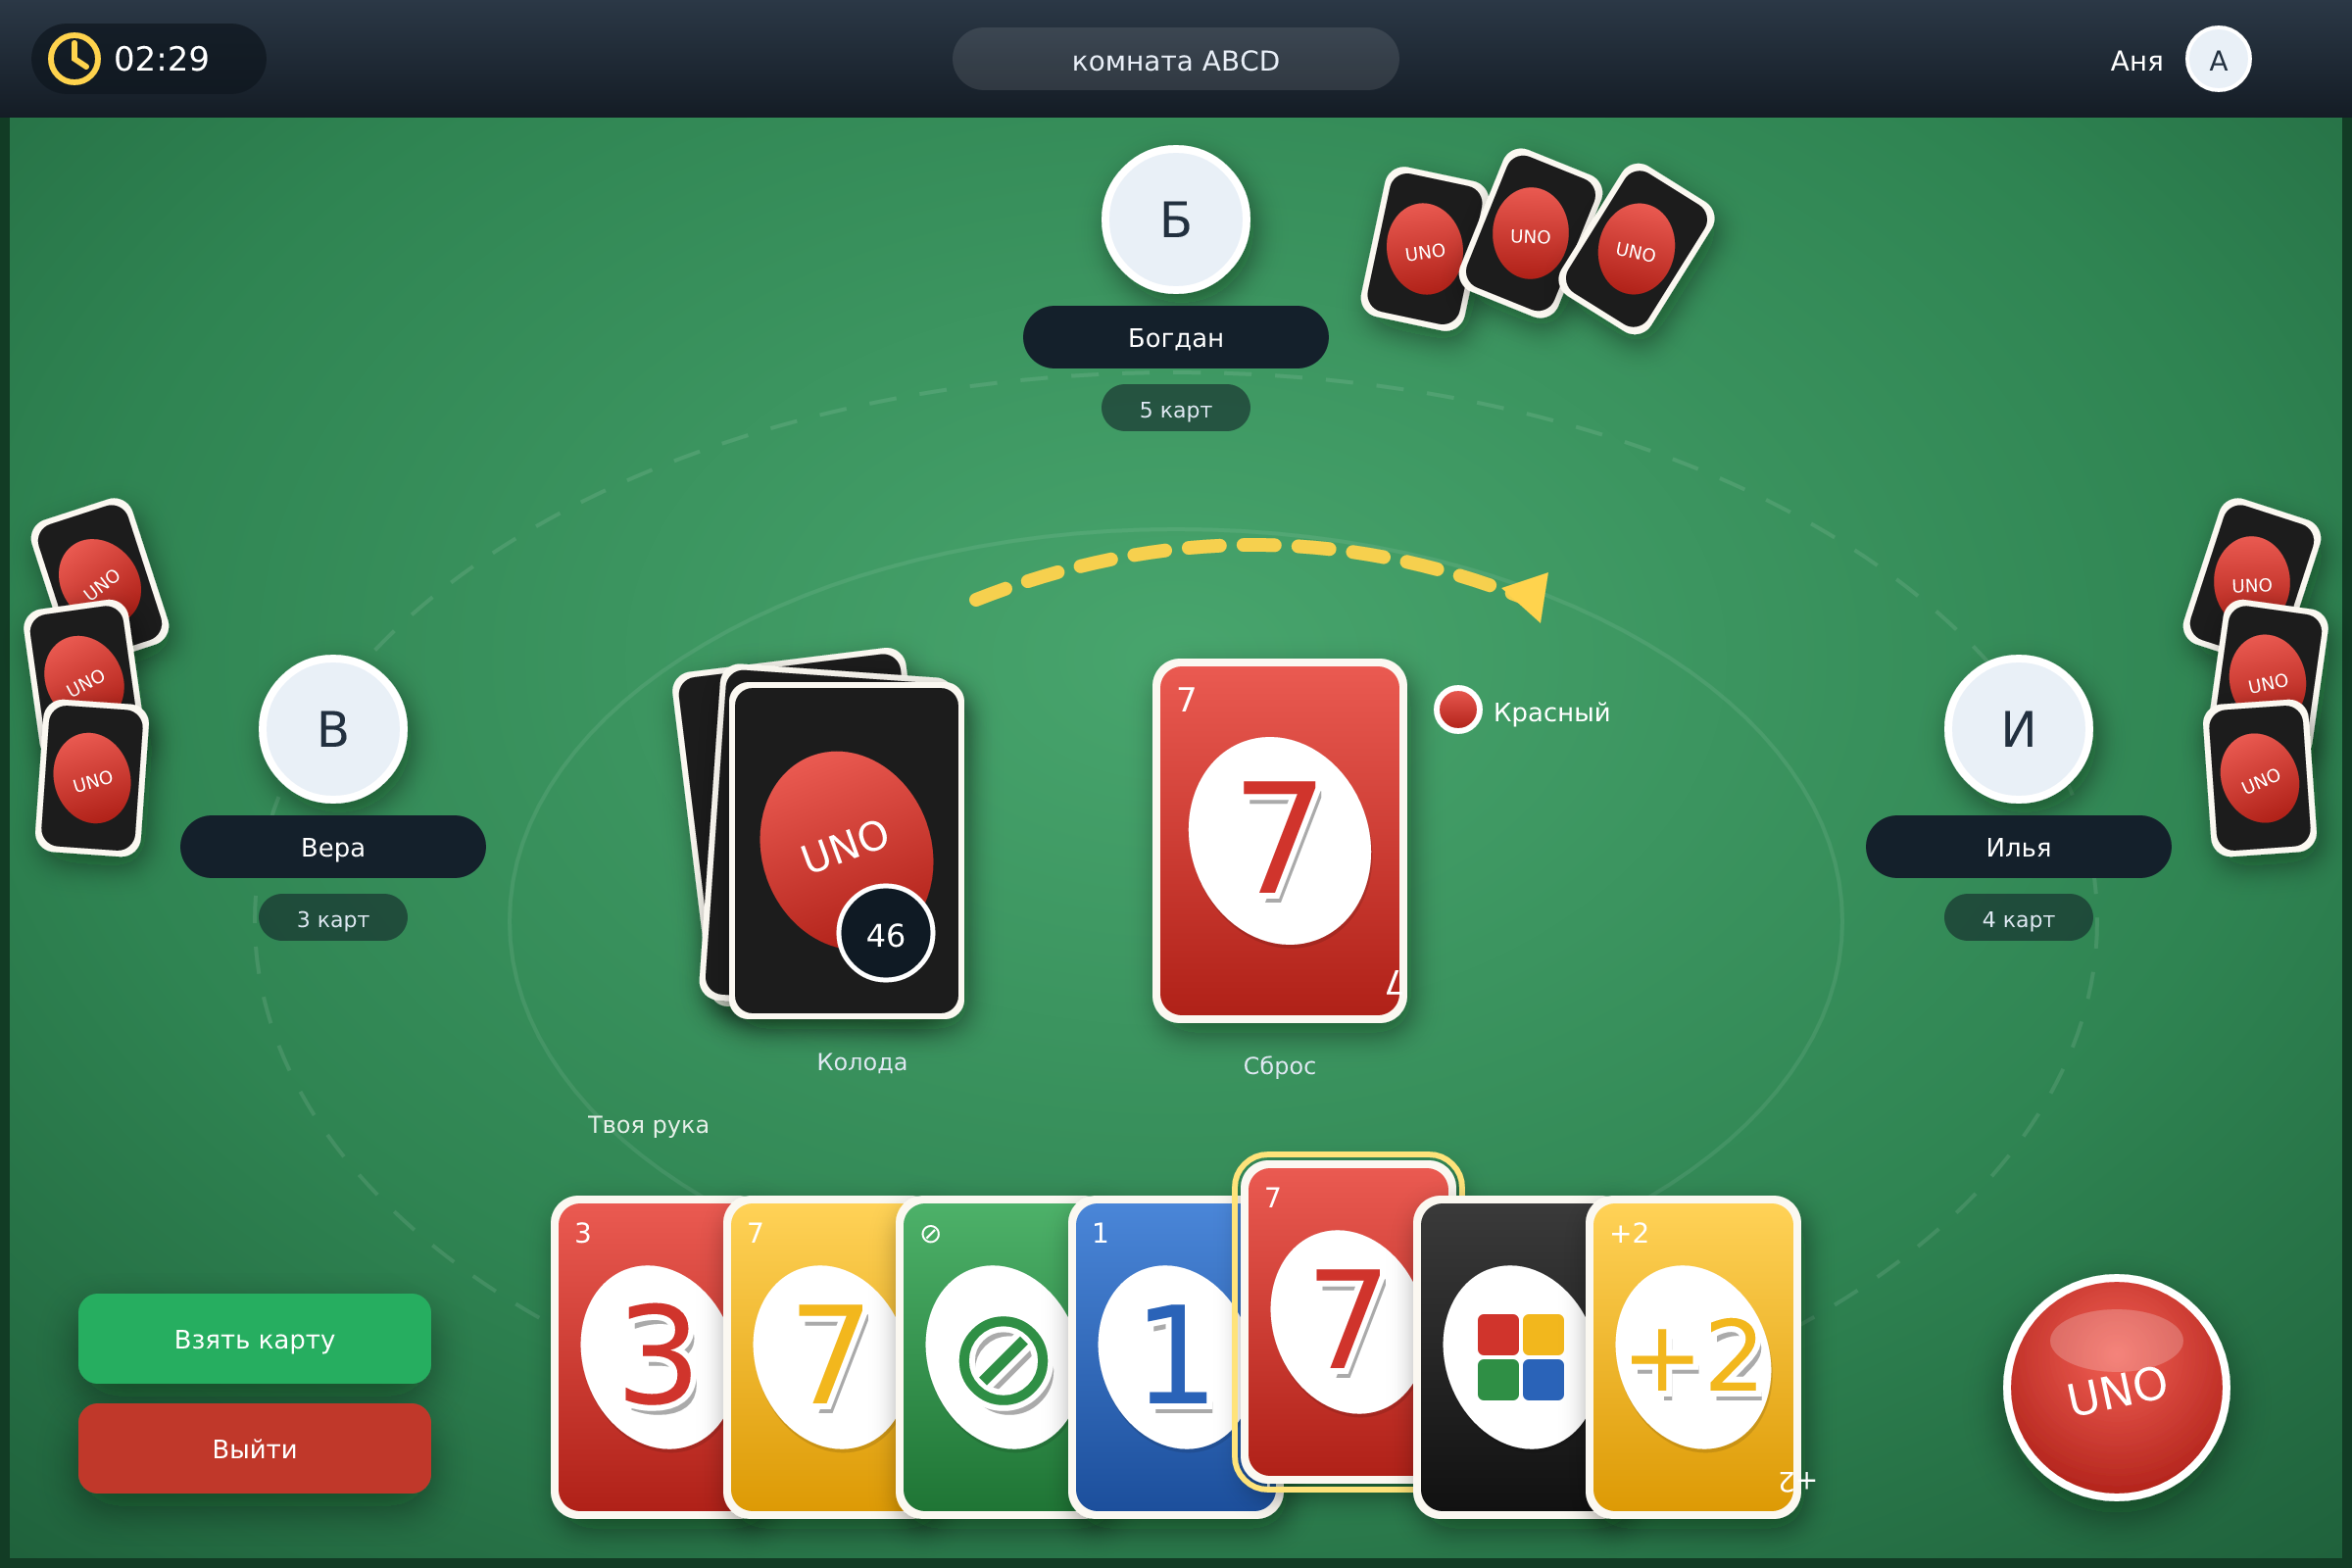 02:29
комната ABCD
Аня
А
Б
Богдан
5 карт
UNO
UNO
UNO
UNO
UNO
UNO
В
Вера
3 карт
UNO
UNO
UNO
И
Илья
4 карт
UNO
46
Колода
7
7
7
Сброс
Красный
Твоя рука
3
3
7
7
⊘
⊘
1
1
7
7
+2
+2
+2
Взять карту
Выйти
UNO